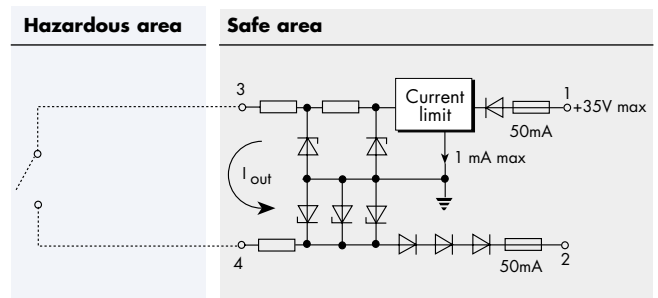 Hazardous area
Safe area
3
Current
limit
1
+35V max
50mA
1 mA max
I out
4
50mA
2